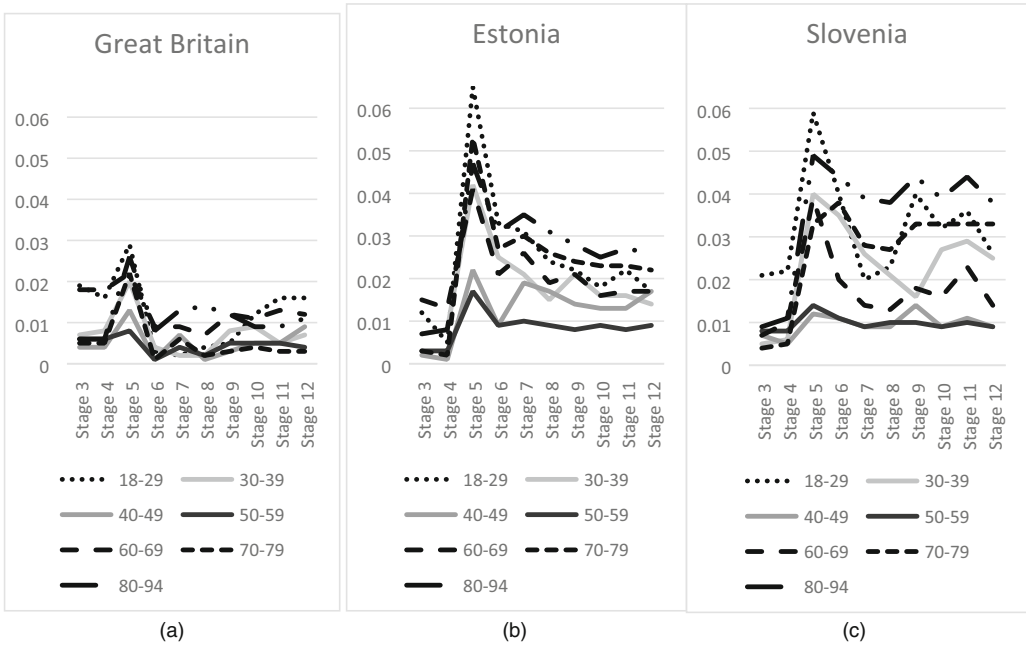 Great Britain
0.06
0.05
0.04
0.03
0.02
0.01
0
Stage 3
Stage 4
Stage 5
Stage 6
Stage 7
Stage 8
Stage 9
Stage 10
Stage 11
Stage 12
18-29
30-39
40-49
50-59
60-69
70-79
80-94
(a)
Estonia
0.06
0.05
0.04
0.03
0.02
0.01
0
Stage 3
Stage 4
Stage 5
Stage 6
Stage 7
Stage 8
Stage 9
Stage 10
Stage 11
Stage 12
18-29
30-39
40-49
50-59
60-69
70-79
80-94
(b)
Slovenia
0.06
0.05
0.04
0.03
0.02
0.01
0
Stage 3
Stage 4
Stage 5
Stage 6
Stage 7
Stage 8
Stage 9
Stage 10
Stage 11
Stage 12
18-29
30-39
40-49
50-59
60-69
70-79
80-94
(c)